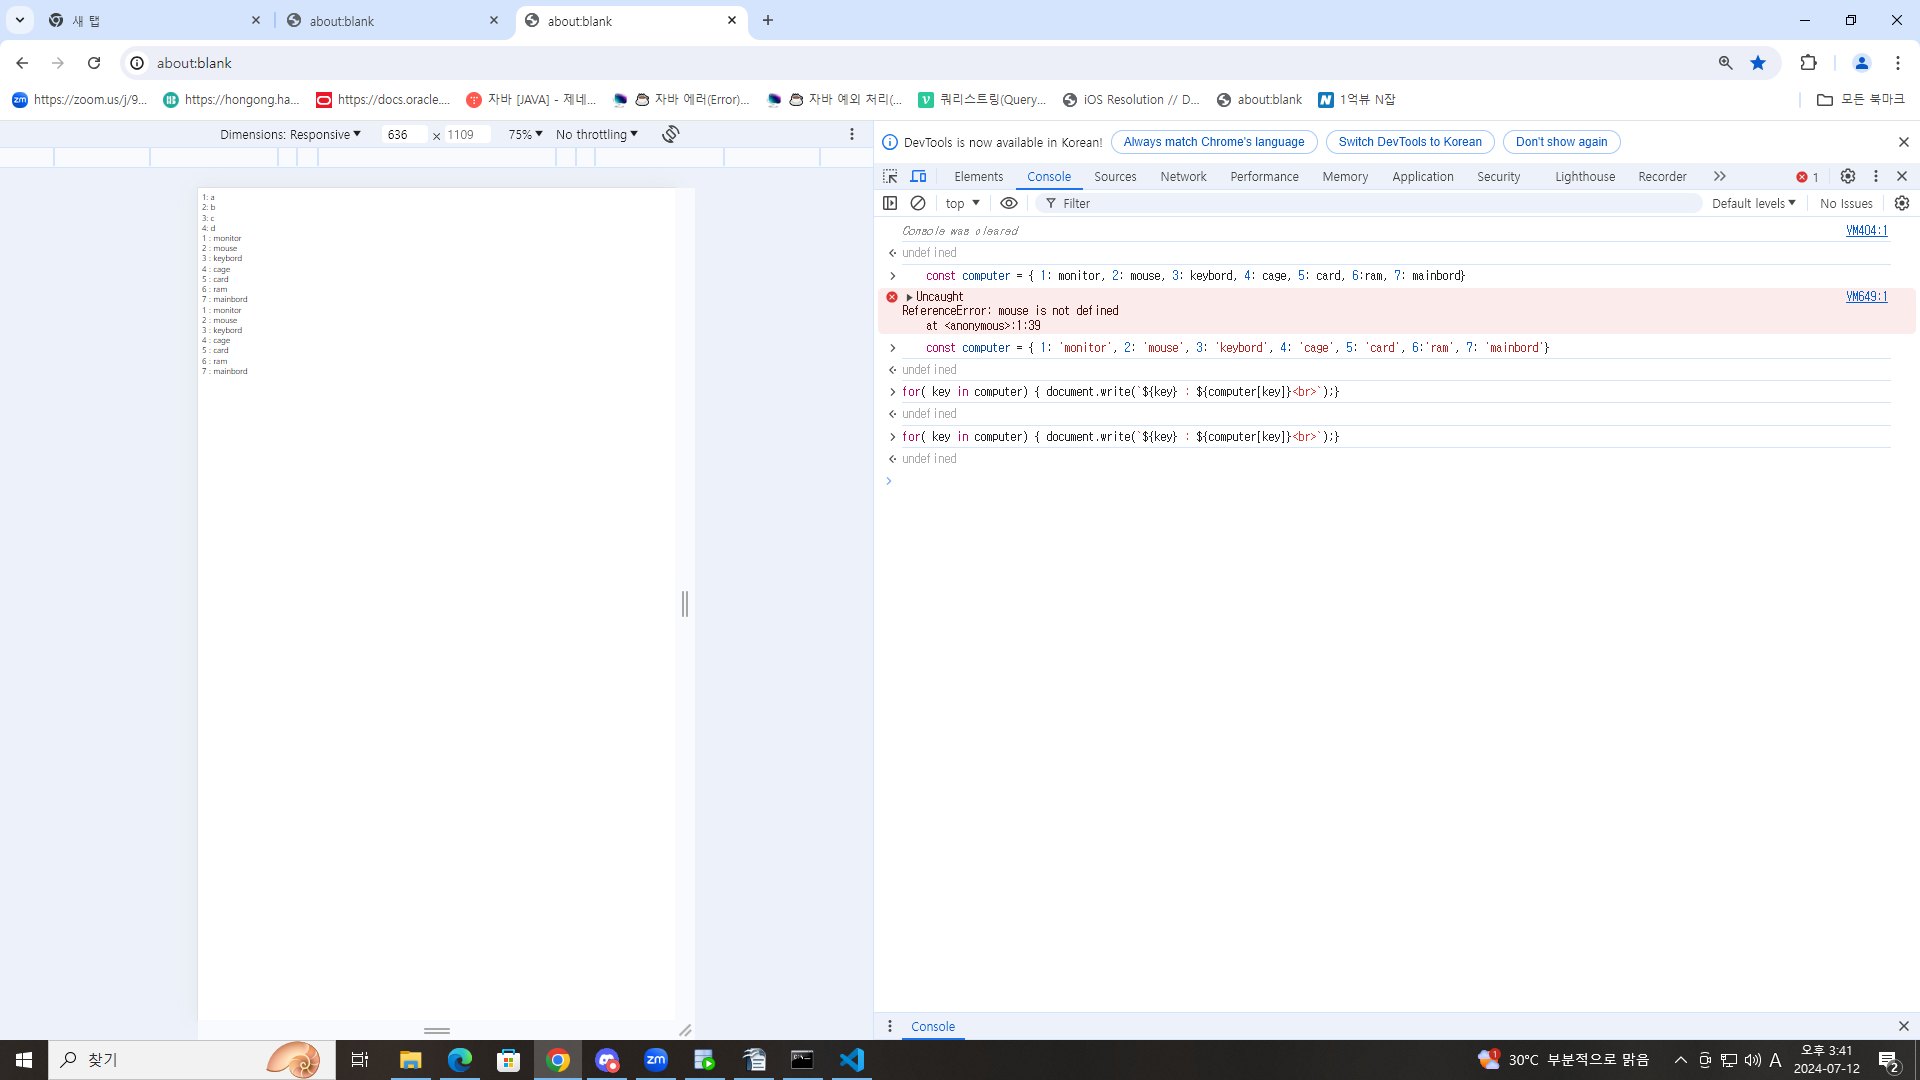 새 탭
about:blank
about:blank
about:blank
https://zoom.us/j/9...
https://hongong.ha...
https://docs.oracle....
자바 [JAVA] - 제네...
자바 에러(Error)...
자바 예외 처리(...
쿼리스트링(Query...
iOS Resolution // D...
about:blank
1억뷰 N잡
모든 북마크
Dimensions: Responsive
636
×
1109
75%
No throttling
DevTools is now available in Korean!
Always match Chrome's language
Switch DevTools to Korean
Don't show again
Elements
Console
Sources
Network
Performance
Memory
Application
Security
Lighthouse
Recorder
1
top
Filter
Default levels
No Issues
1: a
2: b
3: c
4: d
1 : monitor
2 : mouse
3 : keybord
4 : cage
5 : card
6 : ram
7 : mainbord
1 : monitor
2 : mouse
3 : keybord
4 : cage
5 : card
6 : ram
7 : mainbord
Console was cleared
VM404:1
undefined
const computer = { 1: monitor, 2: mouse, 3: keybord, 4: cage, 5: card, 6:ram, 7: mainbord}
Uncaught
VM649:1
ReferenceError: mouse is not defined
at <anonymous>:1:39
const computer = { 1: 'monitor', 2: 'mouse', 3: 'keybord', 4: 'cage', 5: 'card', 6:'ram', 7: 'mainbord'}
undefined
for( key in computer) { document.write(`${key} : ${computer[key]}<br>`);}
undefined
for( key in computer) { document.write(`${key} : ${computer[key]}<br>`);}
undefined
Console
찾기
1
30°C 부분적으로 맑음
A
오후 3:41
2024-07-12
2